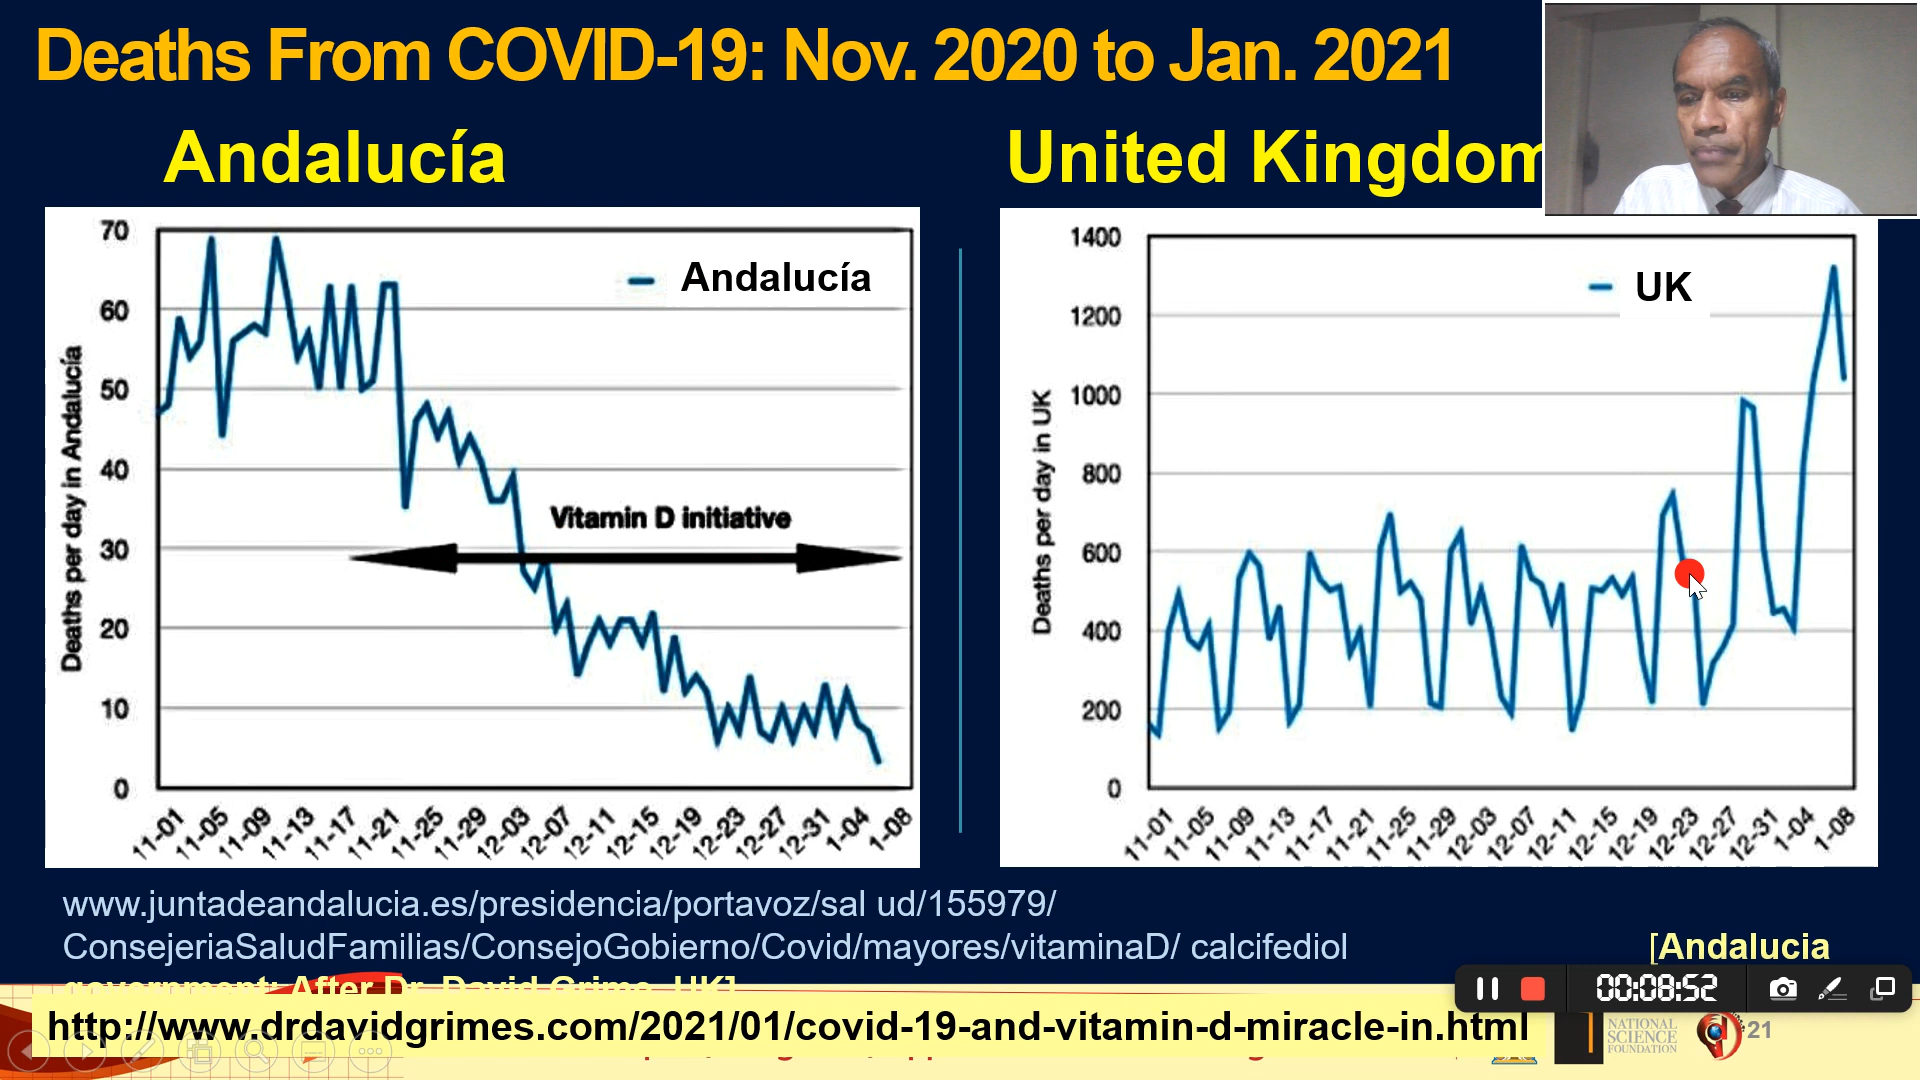 Deaths From COVID-19: Nov. 2020 to Jan. 2021
Andalucía
United Kingdom
Andalucía
Deaths per day in Andalucía
70
60
50
40
30
20
10
0
Vitamin D initiative
11-01 11-05 11-09 11-13 11-17 11-21 11-25 11-29 12-03 12-07 12-11 12-15 12-19 12-23 12-27 12-31 1-04 1-08
UK
Deaths per day in UK
1400
1200
1000
800
600
400
200
0
11-01 11-05 11-09 11-13 11-17 11-21 11-25 11-29 12-03 12-07 12-11 12-15 12-19 12-23 12-27 12-31 1-04 1-08
www.juntadeandalucia.es/presidencia/portavoz/sal ud/155979/
ConsejeriaSaludFamilias/ConsejoGobierno/Covid/mayores/vitaminaD/ calcifediol [Andalucia
government: After Dr. David Grime, UK]
http://www.drdavidgrimes.com/2021/01/covid-19-and-vitamin-d-miracle-in.html
00:08:52
NATIONAL
SCIENCE
FOUNDATION
21